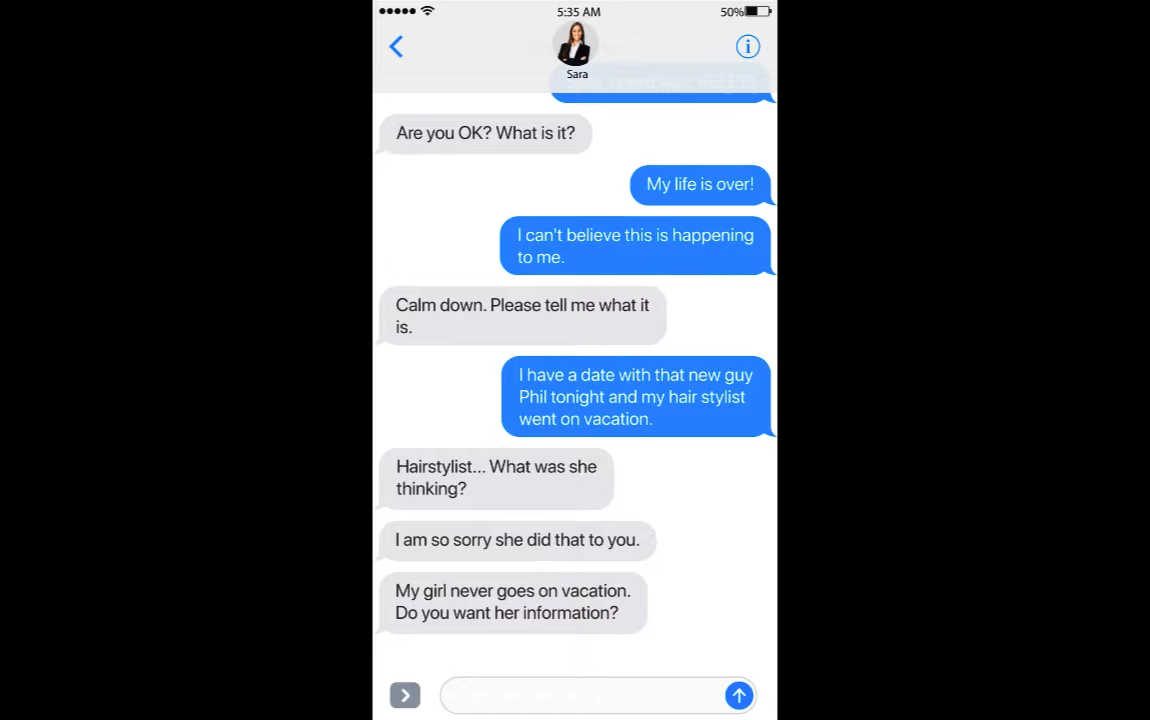 5:35 AM
50%
Sara
Are you OK? What is it?
My life is over!
I can't believe this is happening
to me.
Calm down. Please tell me what it
is.
I have a date with that new guy
Phil tonight and my hair stylist
went on vacation.
Hairstylist... What was she
thinking?
I am so sorry she did that to you.
My girl never goes on vacation.
Do you want her information?